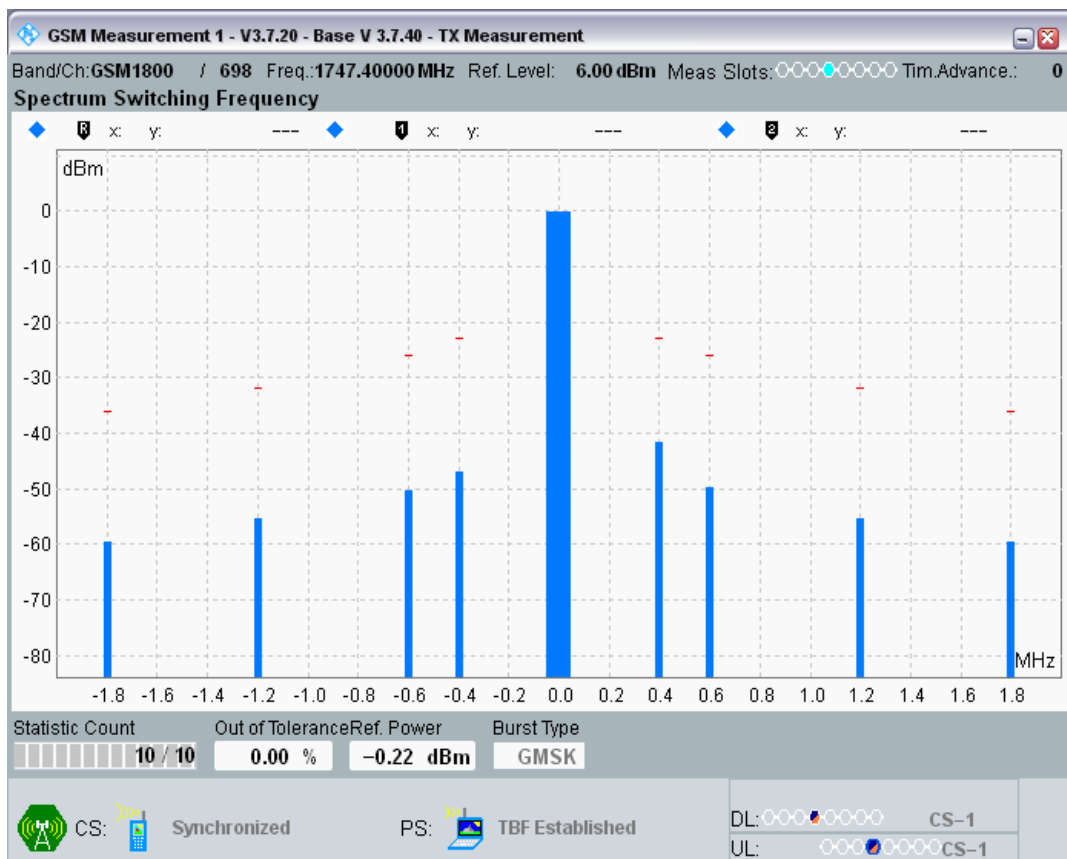 GSM Measurement 1 - V3.7.20 - Base V 3.7.40 - TX Measurement
Band/Ch:GSM1800 / 698 Freq.:1747.40000 MHz Ref. Level: 6.00 dBm Meas Slots: Tim.Advance.: 0
Spectrum Switching Frequency
R x: y: --- 1 x: y: --- 2 x: y: ---
dBm
0
-10
-20
-30
-40
-50
-60
-70
-80
MHz
-1.8 -1.6 -1.4 -1.2 -1.0 -0.8 -0.6 -0.4 -0.2 0.0 0.2 0.4 0.6 0.8 1.0 1.2 1.4 1.6 1.8
Statistic Count Out of Tolerance Ref. Power Burst Type
10 / 10 0.00 % −0.22 dBm GMSK
CS: Synchronized PS: TBF Established DL: CS−1
UL: CS−1